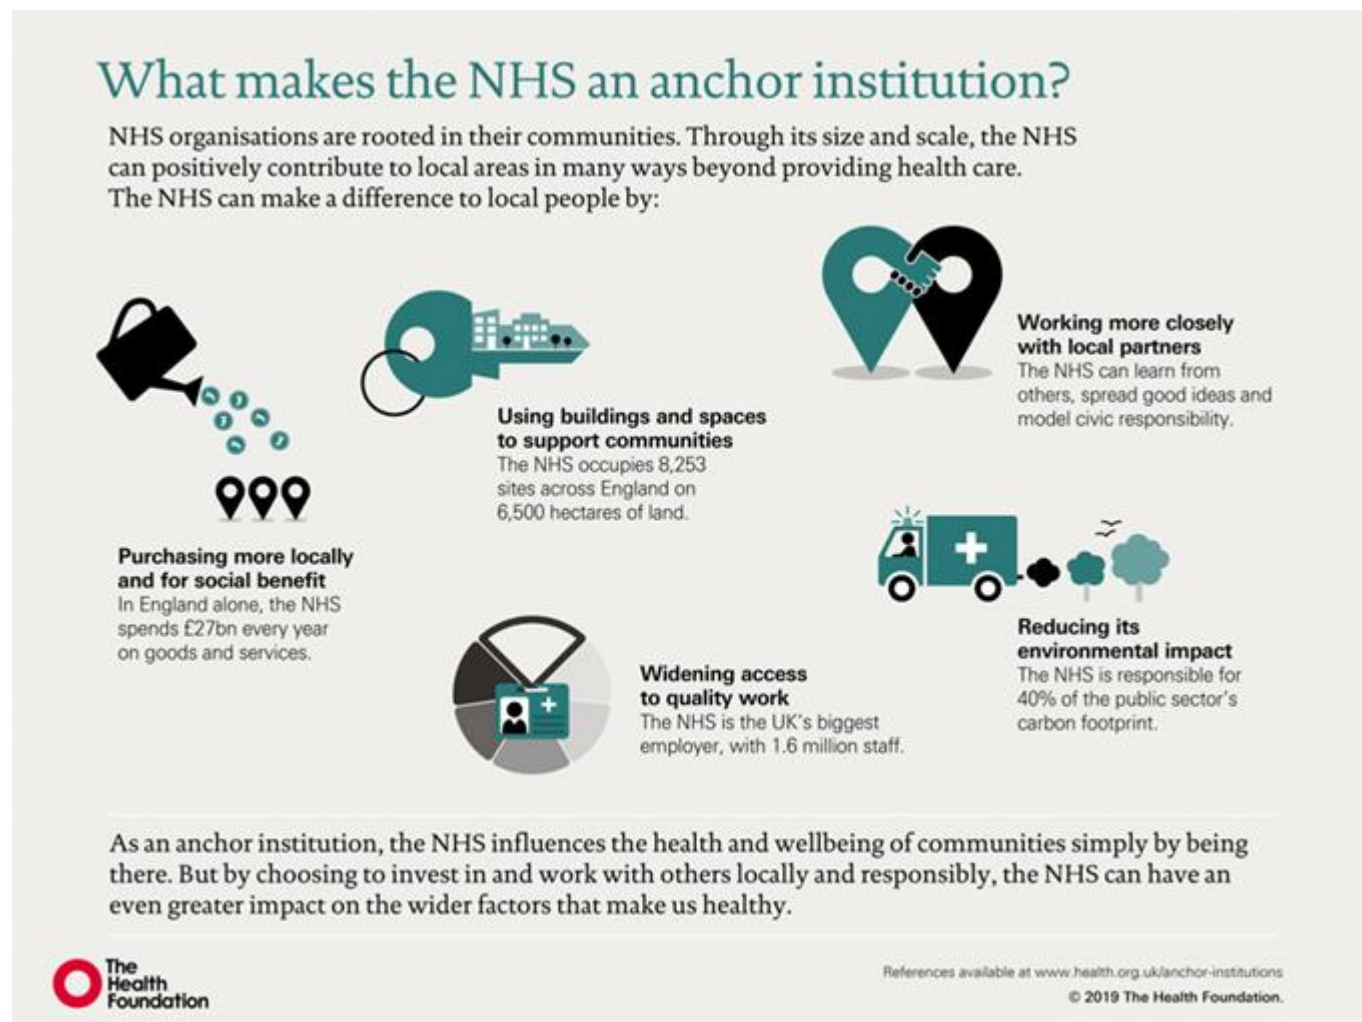 What makes the NHS an anchor institution?
NHS organisations are rooted in their communities. Through its size and scale, the NHS
can positively contribute to local areas in many ways beyond providing health care.
The NHS can make a difference to local people by:
Purchasing more locally
and for social benefit
In England alone, the NHS
spends £27bn every year
on goods and services.
Using buildings and spaces
to support communities
The NHS occupies 8,253
sites across England on
6,500 hectares of land.
Working more closely
with local partners
The NHS can learn from
others, spread good ideas and
model civic responsibility.
Widening access
to quality work
The NHS is the UK's biggest
employer, with 1.6 million staff.
Reducing its
environmental impact
The NHS is responsible for
40% of the public sector's
carbon footprint.
As an anchor institution, the NHS influences the health and wellbeing of communities simply by being
there. But by choosing to invest in and work with others locally and responsibly, the NHS can have an
even greater impact on the wider factors that make us healthy.
The
Health
Foundation
References available at www.health.org.uk/anchor-institutions
© 2019 The Health Foundation.